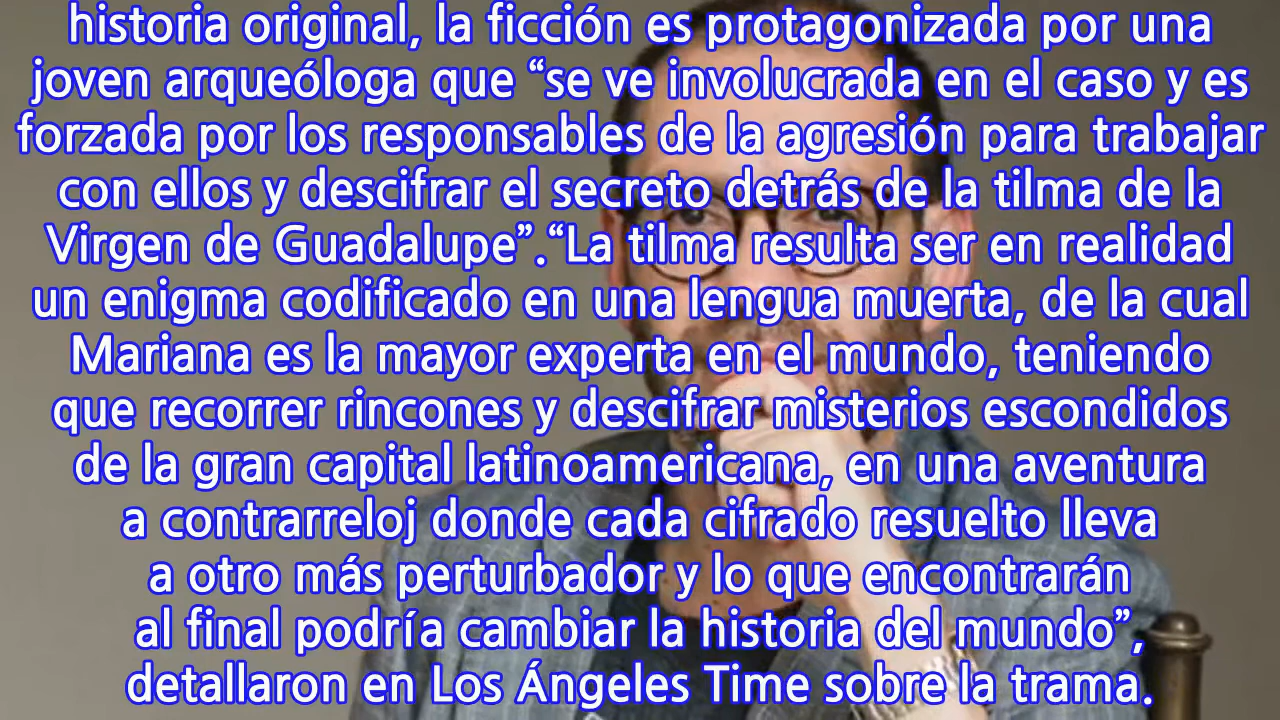 historia original, la ficción es protagonizada por una
joven arqueóloga que “se ve involucrada en el caso y es
forzada por los responsables de la agresión para trabajar
con ellos y descifrar el secreto detrás de la tilma de la
Virgen de Guadalupe”.“La tilma resulta ser en realidad
un enigma codificado en una lengua muerta, de la cual
Mariana es la mayor experta en el mundo, teniendo
que recorrer rincones y descifrar misterios escondidos
de la gran capital latinoamericana, en una aventura
a contrarreloj donde cada cifrado resuelto lleva
a otro más perturbador y lo que encontrarán
al final podría cambiar la historia del mundo”,
detallaron en Los Ángeles Time sobre la trama.